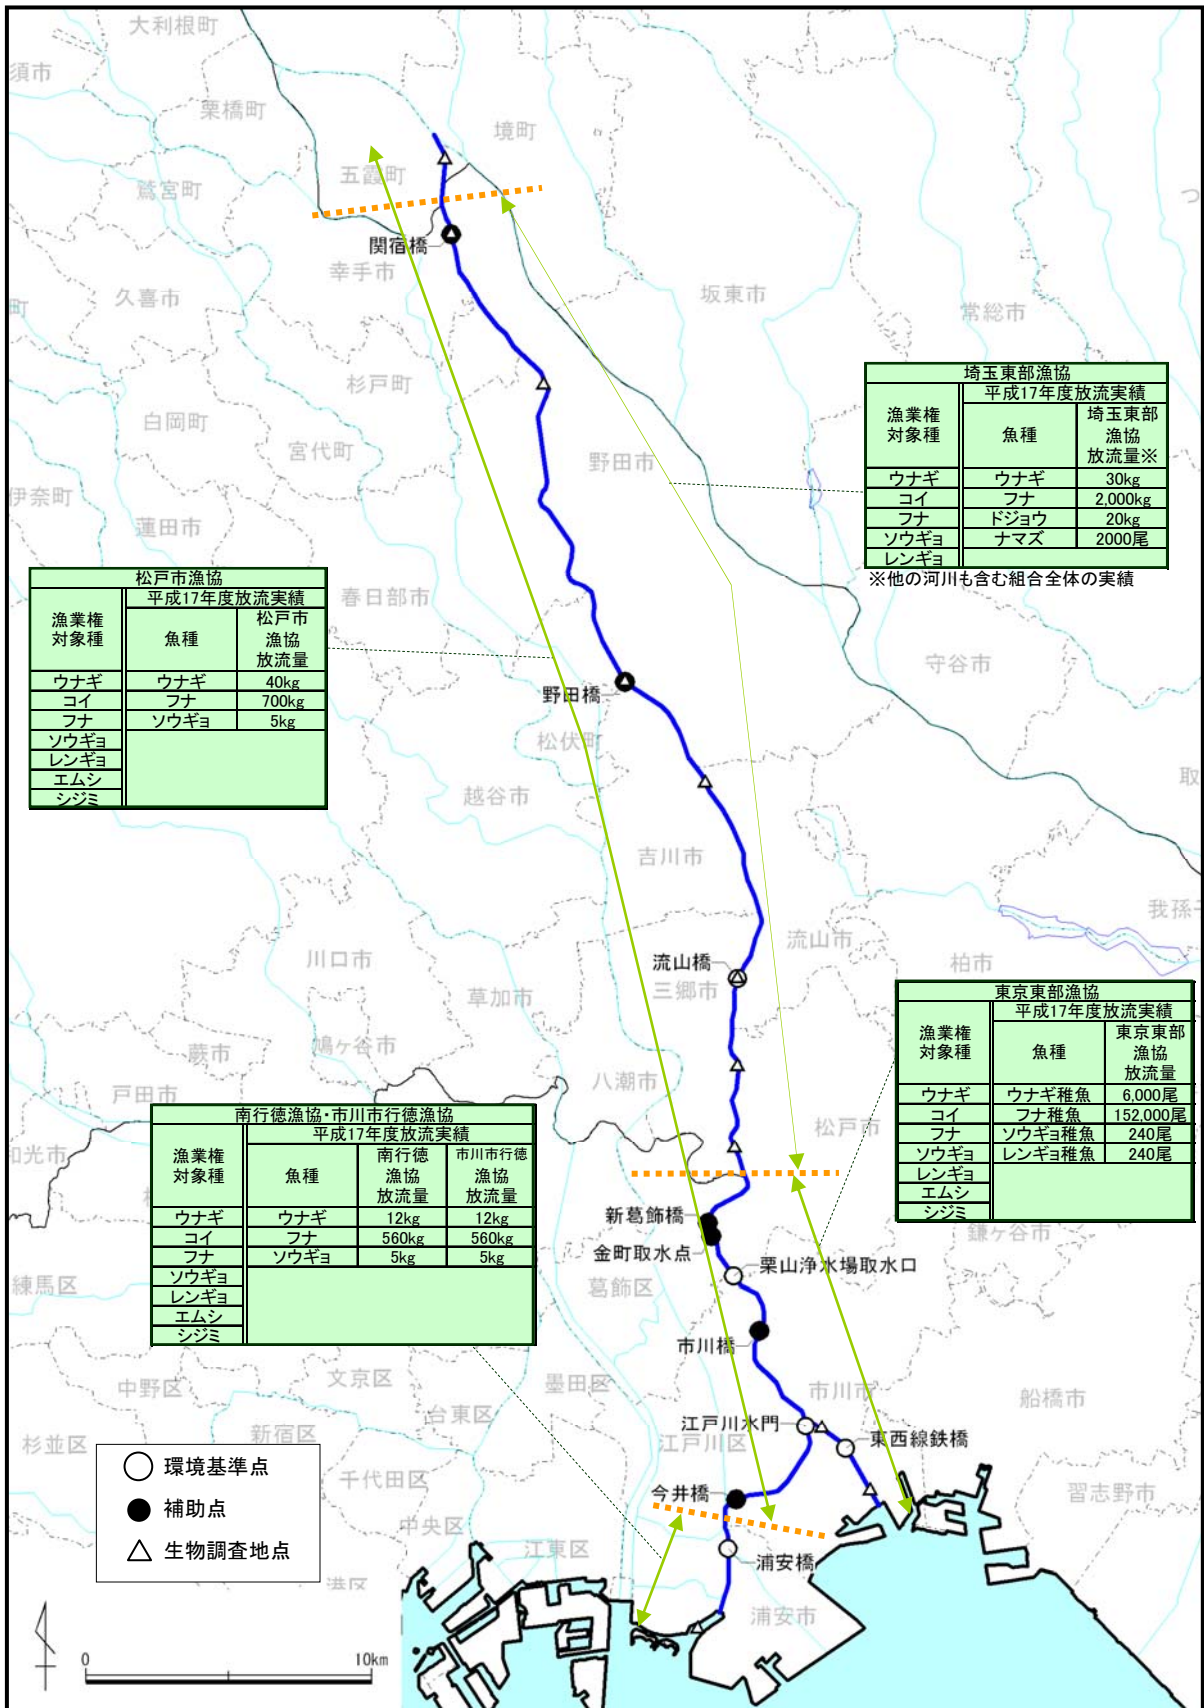 大利根町
須市
栗橋町
境町
五霞町
鷲宮町
つ
関宿橋
幸手市
久喜市
町
坂東市
常総市
杉戸町
白岡町
宮代町
野田市
伊奈町
蓮田市
埼玉東部漁協
漁業権
対象種
平成17年度放流実績
魚種
埼玉東部
漁協
放流量※
ウナギ ウナギ 30kg
コイ フナ 2,000kg
フナ ドジョウ 20kg
ソウギョ ナマズ 2000尾
レンギョ
※他の河川も含む組合全体の実績
松戸市漁協
漁業権
対象種
平成17年度放流実績
魚種
松戸市
漁協
放流量
ウナギ ウナギ 40kg
コイ フナ 700kg
フナ ソウギョ 5kg
ソウギョ
レンギョ
エムシ
シジミ
春日部市
守谷市
野田橋
松伏町
取
越谷市
吉川市
我孫子
流山市
川口市
流山橋
柏市
三郷市
草加市
蕨市
鳩ヶ谷市
戸田市
八潮市
松戸市
和光市
東京東部漁協
漁業権
対象種
平成17年度放流実績
魚種
東京東部
漁協
放流量
ウナギ ウナギ稚魚 6,000尾
コイ フナ稚魚 152,000尾
フナ ソウギョ稚魚 240尾
ソウギョ レンギョ稚魚 240尾
レンギョ
エムシ
シジミ
南行徳漁協・市川市行徳漁協
漁業権
対象種
平成17年度放流実績
魚種
南行徳
漁協
放流量
市川市行徳
漁協
放流量
ウナギ ウナギ 12kg 12kg
コイ フナ 560kg 560kg
フナ ソウギョ 5kg 5kg
ソウギョ
レンギョ
エムシ
シジミ
新葛飾橋
金町取水点
鎌ヶ谷市
栗山浄水場取水口
練馬区
葛飾区
市川橋
中野区
文京区
墨田区
市川市
船橋市
台東区
新宿区
杉並区
江戸川水門
江戸川区
東西線鉄橋
千代田区
今井橋
習志野市
中央区
江東区
浦安橋
港区
浦安市
環境基準点
補助点
生物調査地点
0 10km